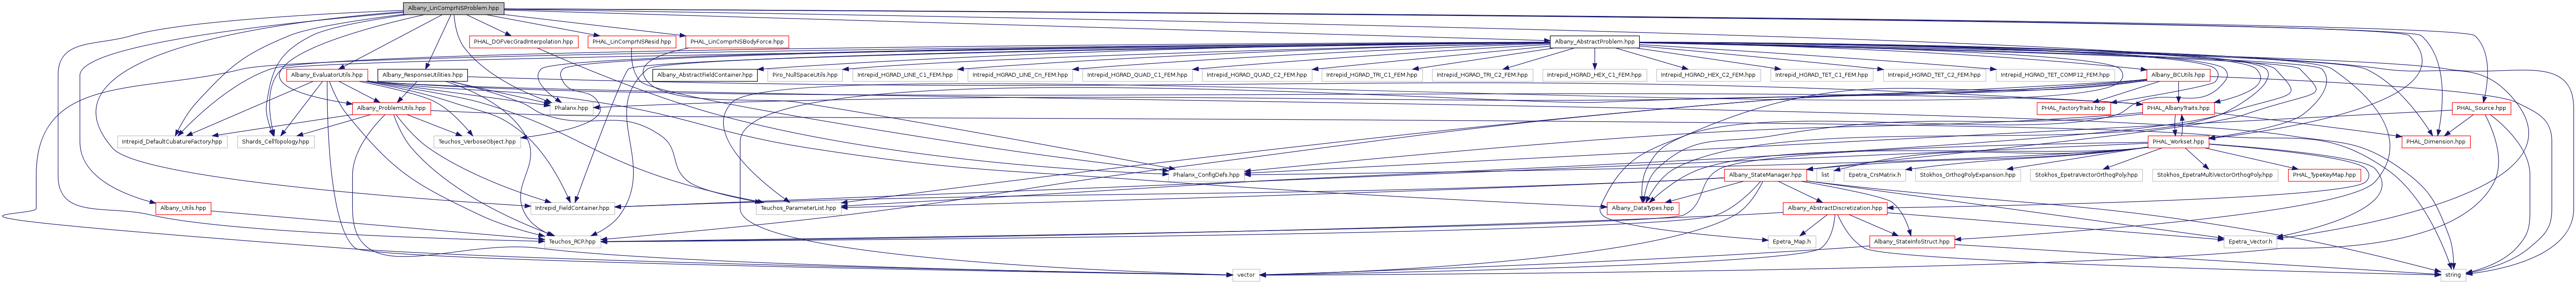 Albany_LinComprNSProblem.hpp
PHAL_DOFVecGradInterpolation.hpp
PHAL_LinComprNSResid.hpp
PHAL_LinComprNSBodyForce.hpp
Albany_AbstractProblem.hpp
Albany_EvaluatorUtils.hpp
Albany_ResponseUtilities.hpp
Albany_AbstractFieldContainer.hpp
Piro_NullSpaceUtils.hpp
Intrepid_HGRAD_LINE_C1_FEM.hpp
Intrepid_HGRAD_LINE_Cn_FEM.hpp
Intrepid_HGRAD_QUAD_C1_FEM.hpp
Intrepid_HGRAD_QUAD_C2_FEM.hpp
Intrepid_HGRAD_TRI_C1_FEM.hpp
Intrepid_HGRAD_TRI_C2_FEM.hpp
Intrepid_HGRAD_HEX_C1_FEM.hpp
Intrepid_HGRAD_HEX_C2_FEM.hpp
Intrepid_HGRAD_TET_C1_FEM.hpp
Intrepid_HGRAD_TET_C2_FEM.hpp
Intrepid_HGRAD_TET_COMP12_FEM.hpp
Albany_BCUtils.hpp
Albany_ProblemUtils.hpp
Phalanx.hpp
PHAL_FactoryTraits.hpp
PHAL_AlbanyTraits.hpp
PHAL_Source.hpp
Intrepid_DefaultCubatureFactory.hpp
Shards_CellTopology.hpp
Teuchos_VerboseObject.hpp
PHAL_Workset.hpp
PHAL_Dimension.hpp
Phalanx_ConfigDefs.hpp
Albany_StateManager.hpp
list
Epetra_CrsMatrix.h
Stokhos_OrthogPolyExpansion.hpp
Stokhos_EpetraVectorOrthogPoly.hpp
Stokhos_EpetraMultiVectorOrthogPoly.hpp
PHAL_TypeKeyMap.hpp
Albany_Utils.hpp
Intrepid_FieldContainer.hpp
Teuchos_ParameterList.hpp
Albany_DataTypes.hpp
Albany_AbstractDiscretization.hpp
Teuchos_RCP.hpp
Epetra_Map.h
Albany_StateInfoStruct.hpp
Epetra_Vector.h
vector
string